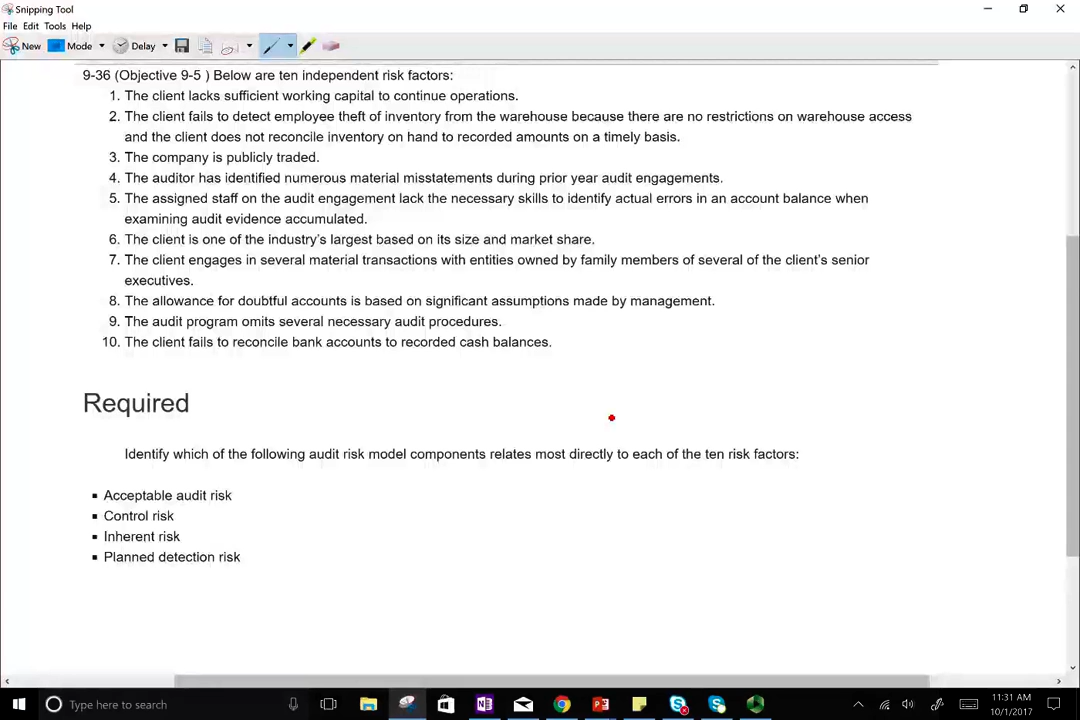 Snipping Tool
File Edit Tools Help
New Mode Delay
9-36 (Objective 9-5 ) Below are ten independent risk factors:
1. The client lacks sufficient working capital to continue operations.
2. The client fails to detect employee theft of inventory from the warehouse because there are no restrictions on warehouse access
and the client does not reconcile inventory on hand to recorded amounts on a timely basis.
3. The company is publicly traded.
4. The auditor has identified numerous material misstatements during prior year audit engagements.
5. The assigned staff on the audit engagement lack the necessary skills to identify actual errors in an account balance when
examining audit evidence accumulated.
6. The client is one of the industry's largest based on its size and market share.
7. The client engages in several material transactions with entities owned by family members of several of the client's senior
executives.
8. The allowance for doubtful accounts is based on significant assumptions made by management.
9. The audit program omits several necessary audit procedures.
10. The client fails to reconcile bank accounts to recorded cash balances.
Required
Identify which of the following audit risk model components relates most directly to each of the ten risk factors:
▪ Acceptable audit risk
▪ Control risk
▪ Inherent risk
▪ Planned detection risk
Type here to search
11:31 AM
10/1/2017